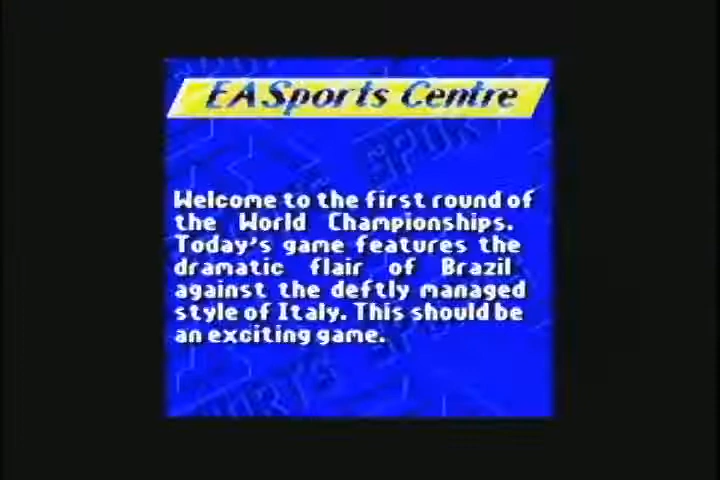 EA Sports Centre
Welcome to the first round of
the World Championships.
Today's game features the
dramatic flair of Brazil
against the deftly managed
style of Italy. This should be
an exciting game.